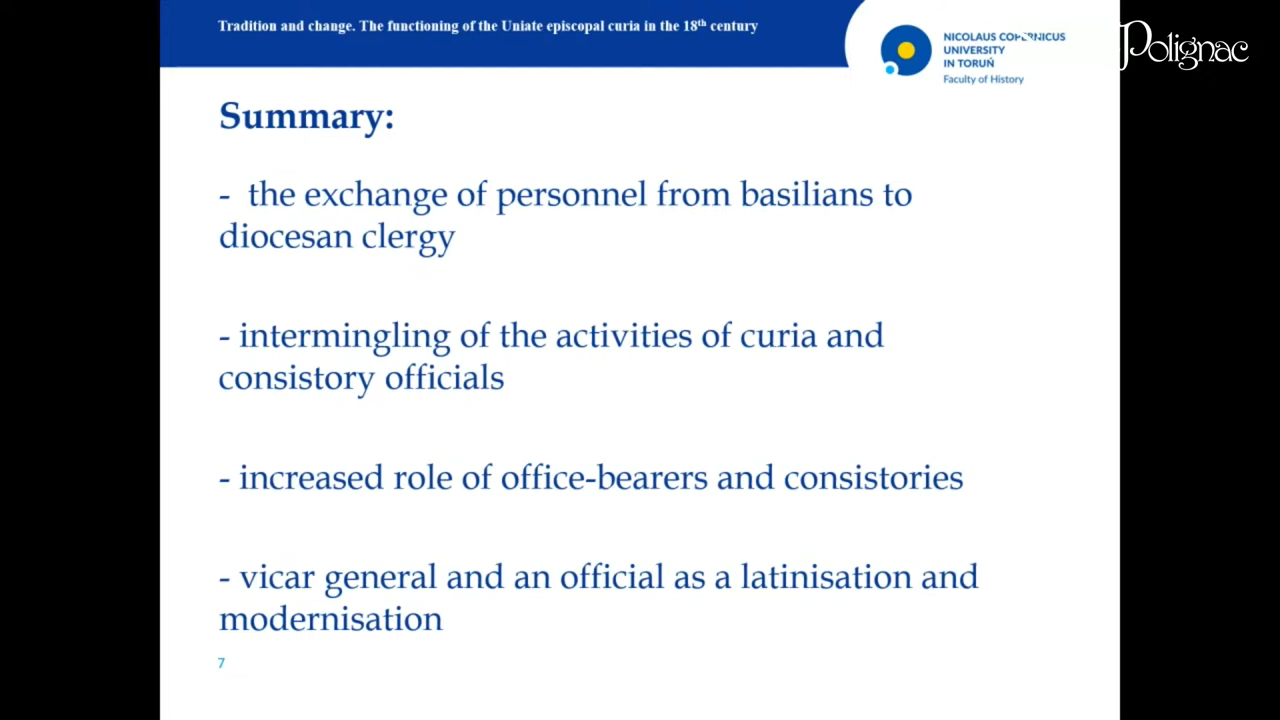 Tradition and change. The functioning of the Uniate episcopal curia in the 18th century
NICOLAUS COPERNICUS
UNIVERSITY
IN TORUŃ
Faculty of History
Polignac
Summary:
- the exchange of personnel from basilians to
diocesan clergy
- intermingling of the activities of curia and
consistory officials
- increased role of office-bearers and consistories
- vicar general and an official as a latinisation and
modernisation
7